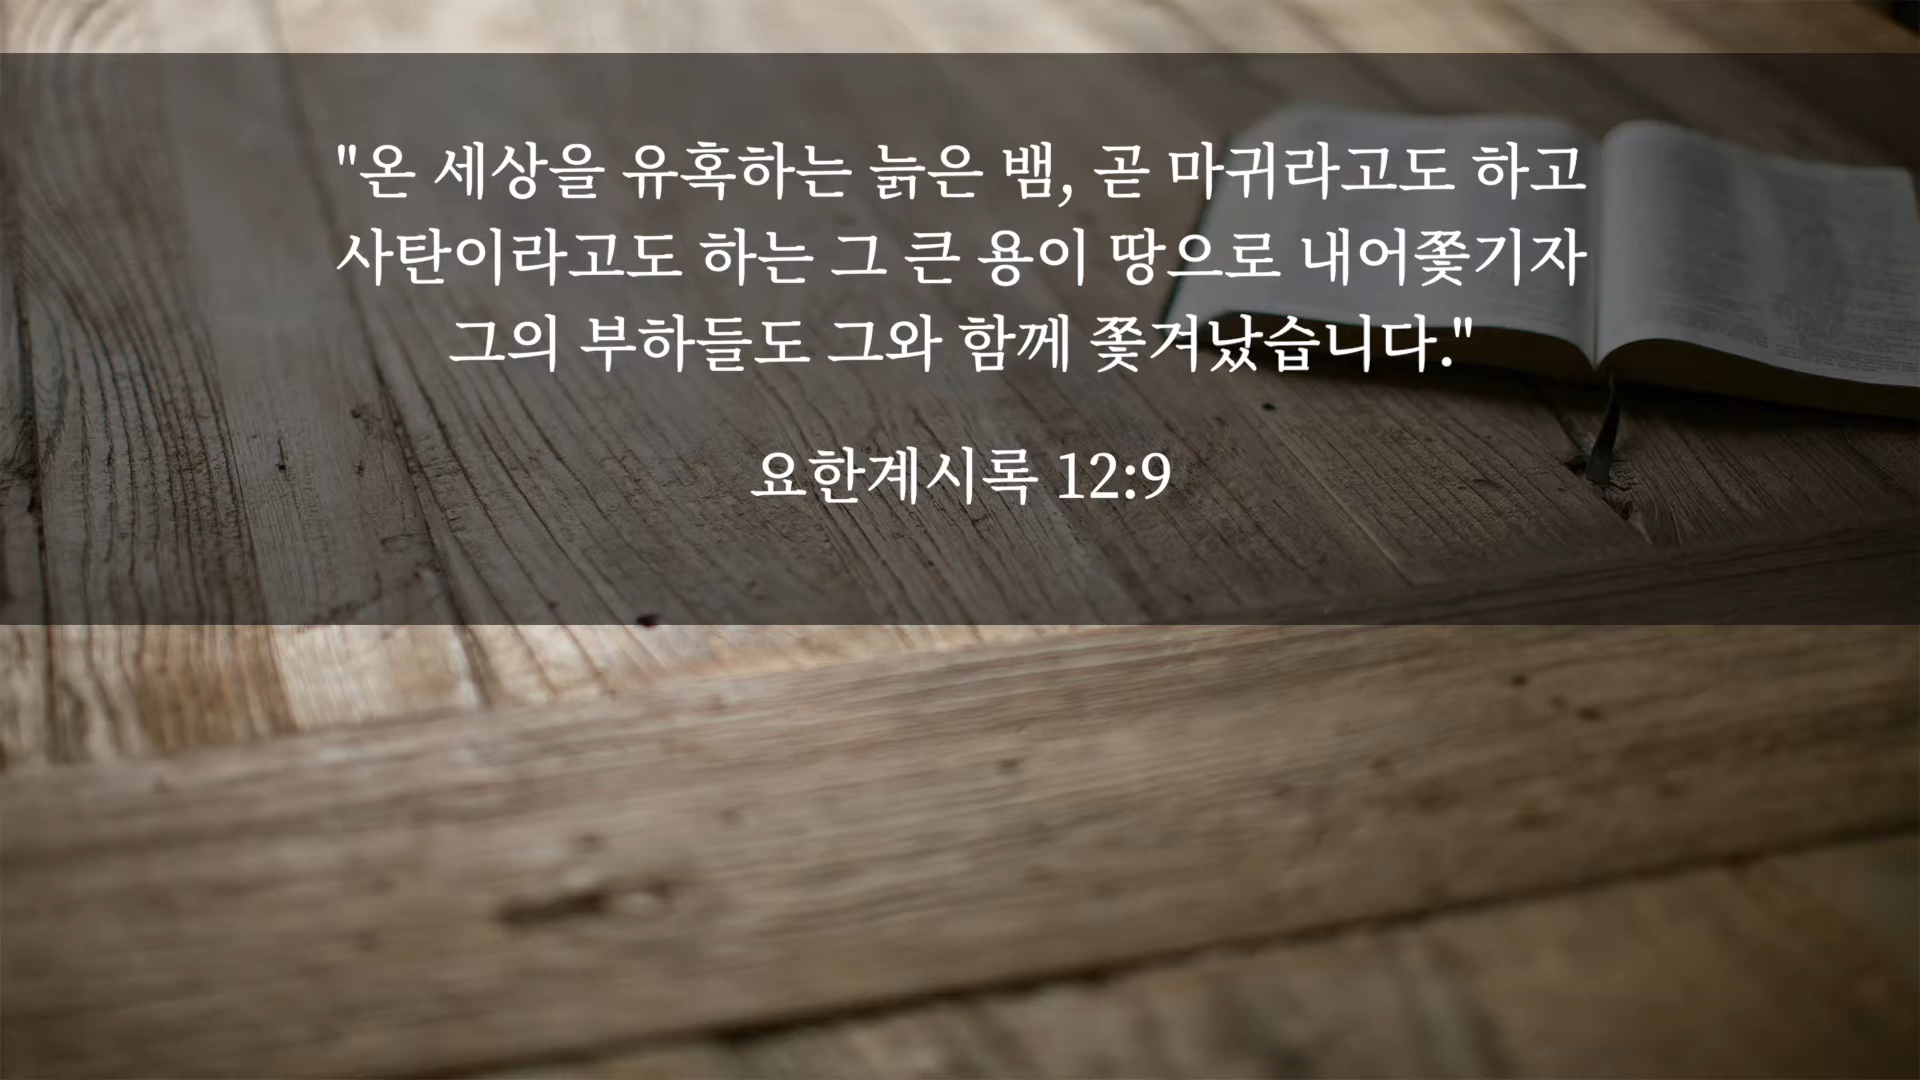 "온 세상을 유혹하는 늙은 뱀, 곧 마귀라고도 하고
사탄이라고도 하는 그 큰 용이 땅으로 내어쫓기자
그의 부하들도 그와 함께 쫓겨났습니다."
요한계시록 12:9